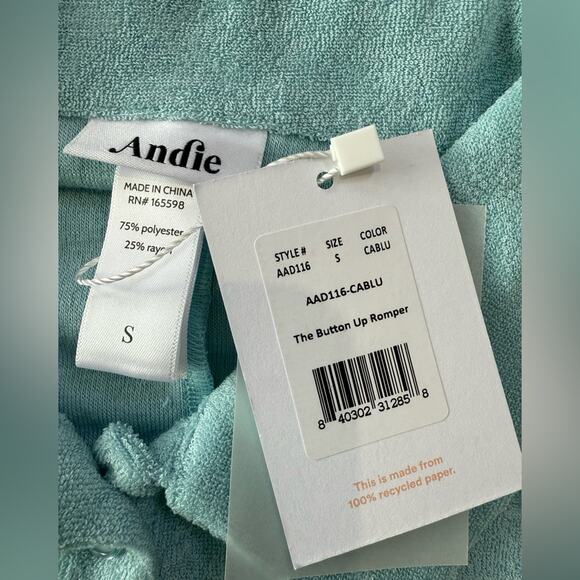 Andie
MADE IN CHINA
RN# 165598
75% polyester
25% rayon
S
STYLE # SIZE COLOR
AAD116 S CABLU
AAD116-CABLU
The Button Up Romper
8 40302 31285 8
This is made from
100% recycled paper.